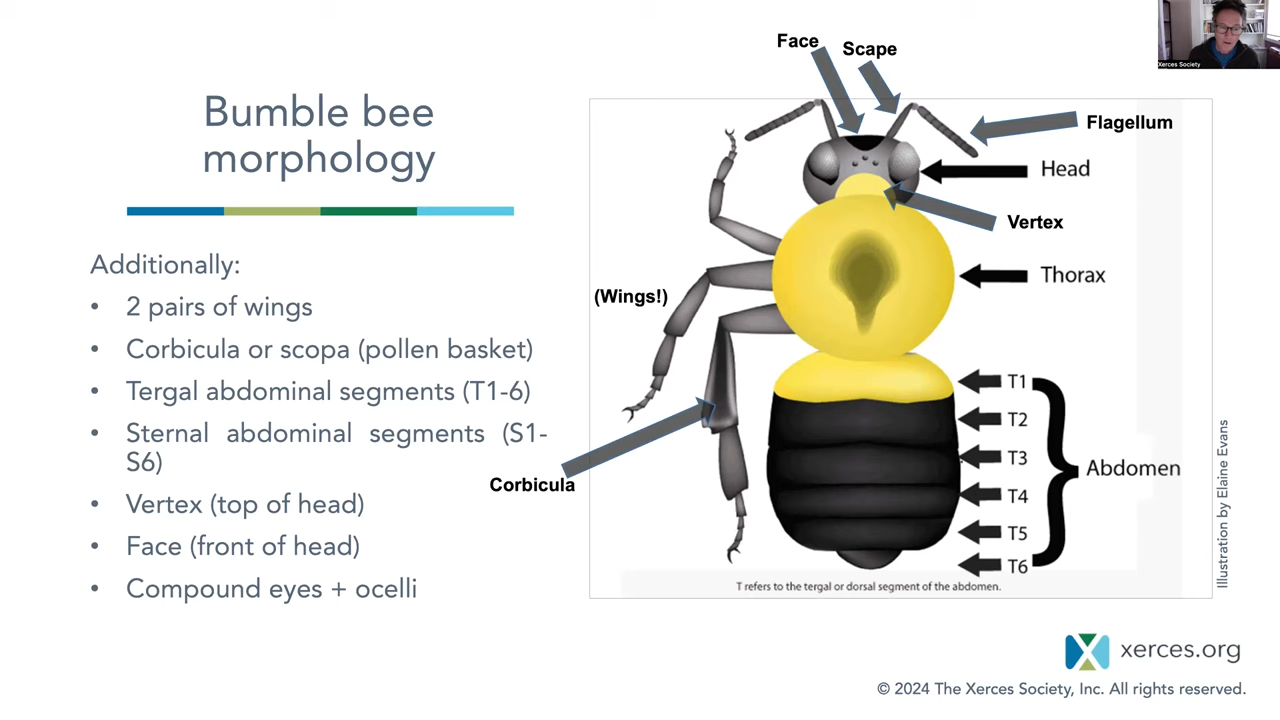 Bumble bee
morphology
Additionally:
• 2 pairs of wings
• Corbicula or scopa (pollen basket)
• Tergal abdominal segments (T1-6)
• Sternal abdominal segments (S1-
S6)
• Vertex (top of head)
• Face (front of head)
• Compound eyes + ocelli
Face
Scape
Flagellum
Head
Vertex
Thorax
(Wings!)
Corbicula
T1
T2
T3
T4
T5
T6
Abdomen
T refers to the tergal or dorsal segment of the abdomen.
Illustration by Elaine Evans
Xerces Society
xerces.org
© 2024 The Xerces Society, Inc. All rights reserved.